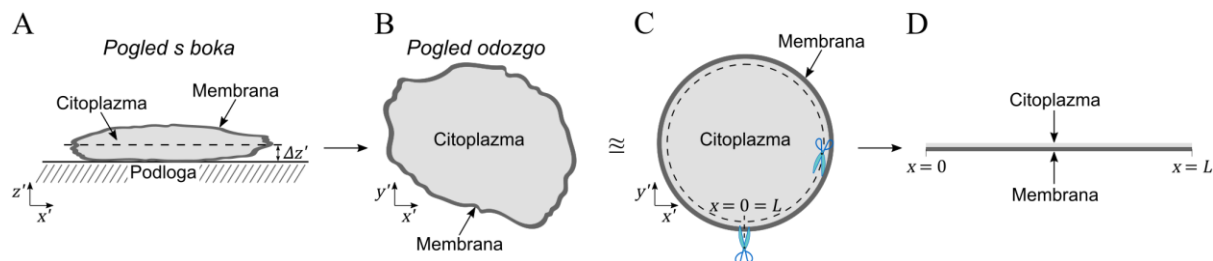 A
Pogled s boka
Citoplazma
Membrana
Δz'
Podloga
z'
x'
B
Pogled odozgo
Citoplazma
y'
x'
Membrana
≈
C
Membrana
Citoplazma
y'
x'
x = 0 = L
D
Citoplazma
x = 0
x = L
Membrana